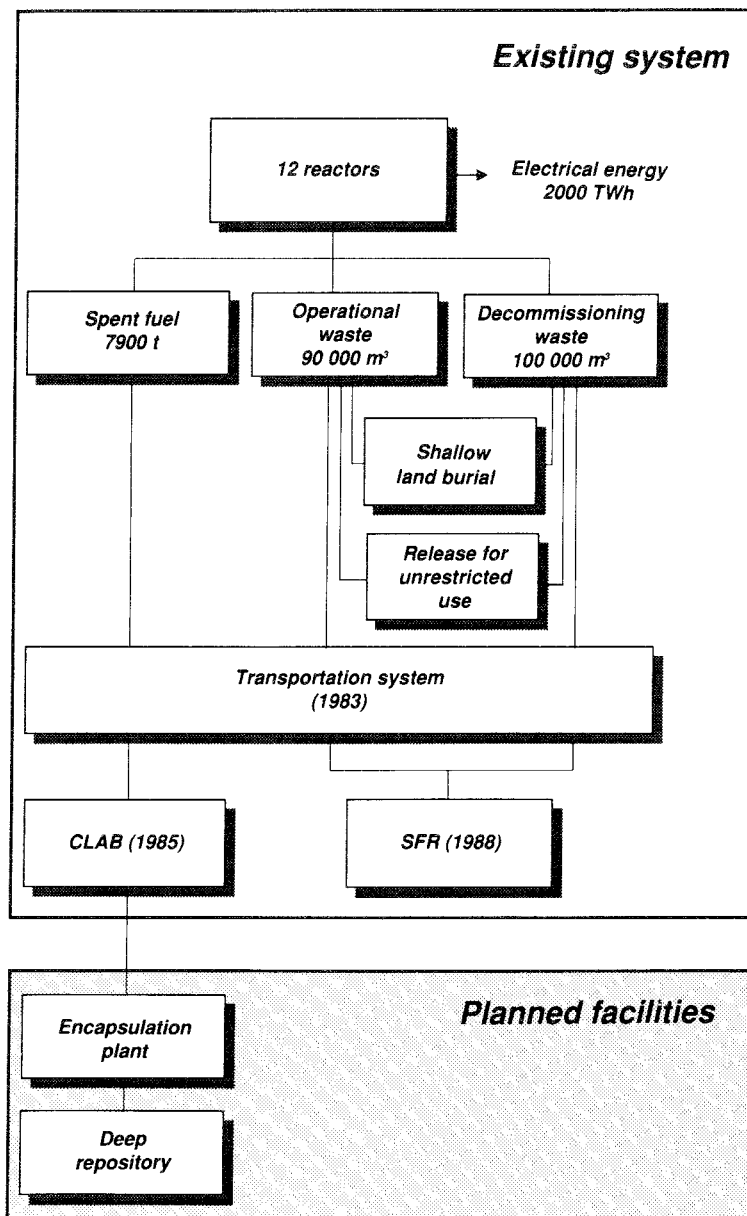 Existing system
12 reactors
Electrical energy
2000 TWh
Spent fuel
7900 t
Operational
waste
90 000 m³
Decommissioning
waste
100 000 m³
Shallow
land burial
Release for
unrestricted
use
Transportation system
(1983)
CLAB (1985)
SFR (1988)
Planned facilities
Encapsulation
plant
Deep
repository